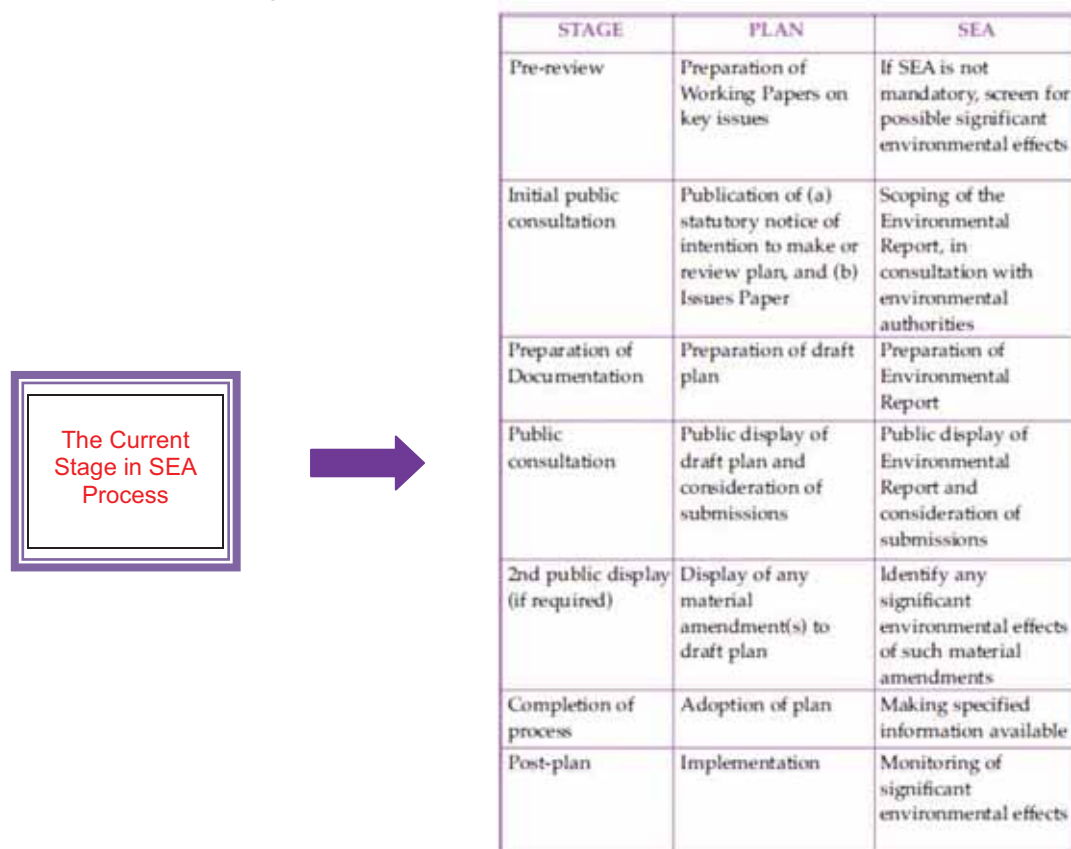 The Current
Stage in SEA
Process
STAGE PLAN SEA
Pre-review
Preparation of
Working Papers on
key issues
If SEA is not
mandatory, screen for
possible significant
environmental effects
Initial public
consultation
Publication of (a)
statutory notice of
intention to make or
review plan, and (b)
Issues Paper
Scoping of the
Environmental
Report, in
consultation with
environmental
authorities
Preparation of
Documentation
Preparation of draft
plan
Preparation of
Environmental
Report
Public
consultation
Public display of
draft plan and
consideration of
submissions
Public display of
Environmental
Report and
consideration of
submissions
2nd public display
(if required)
Display of any
material
amendment(s) to
draft plan
Identify any
significant
environmental effects
of such material
amendments
Completion of
process
Adoption of plan
Making specified
information available
Post-plan
Implementation
Monitoring of
significant
environmental effects